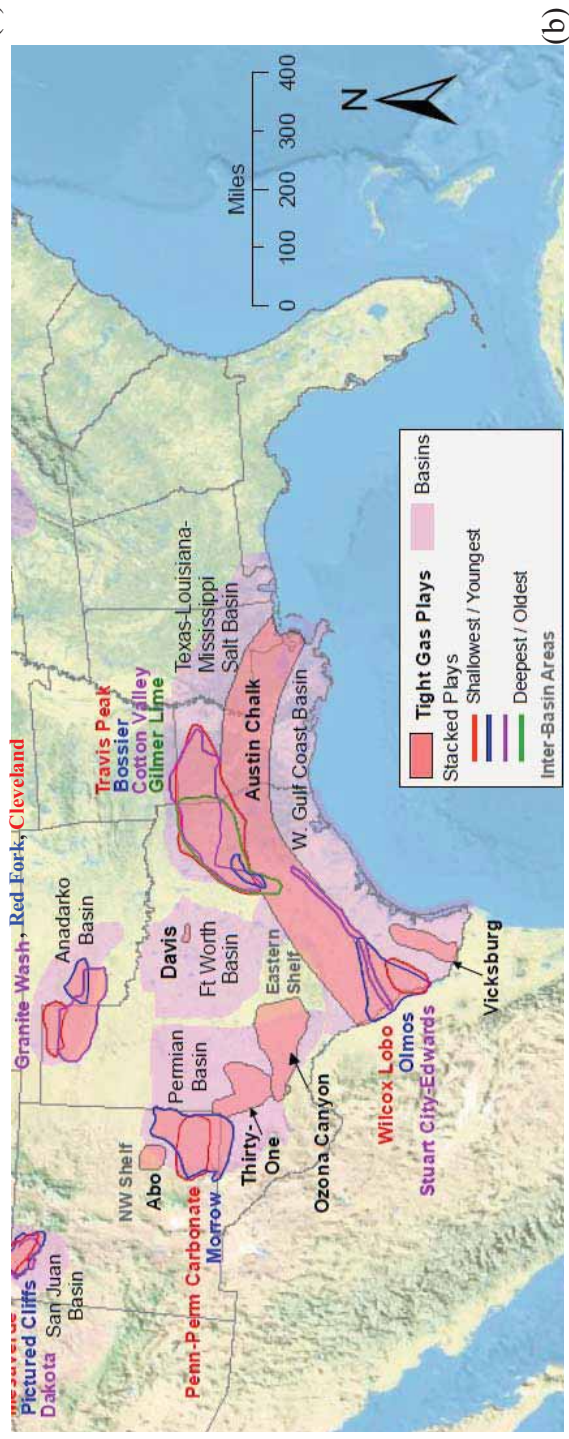 Pictured Cliffs
Dakota
San Juan
Basin
Granite Wash, Red Fork, Cleveland
Anadarko
Basin
Travis Peak
Bossier
Cotton Valley
Gilmer Lime
Texas-Louisiana-
Mississippi
Salt Basin
NW Shelf
Abo
Permian
Basin
Davis
Ft Worth
Basin
Eastern
Shelf
Austin Chalk
W. Gulf Coast Basin
Penn-Perm Carbonate
Morrow
Thirty-
One
Ozona Canyon
Wilcox Lobo
Olmos
Stuart City-Edwards
Vicksburg
Tight Gas Plays
Basins
Stacked Plays
Shallowest / Youngest
Deepest / Oldest
Inter-Basin Areas
Miles
0 100 200 300 400
N
(b)